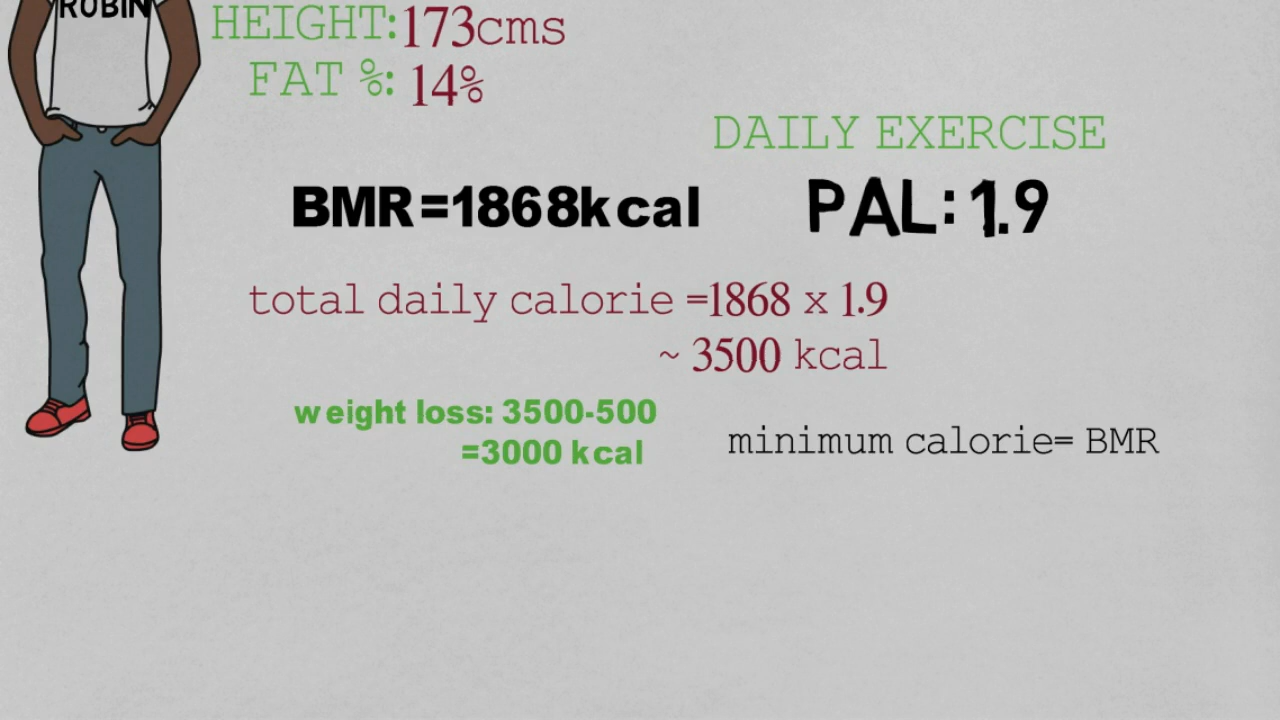 ROBIN
HEIGHT:173cms
FAT %: 14%
DAILY EXERCISE
BMR=1868kcal
PAL:1.9
total daily calorie =1868 x 1.9
~ 3500 kcal
weight loss: 3500-500
=3000 kcal
minimum calorie= BMR